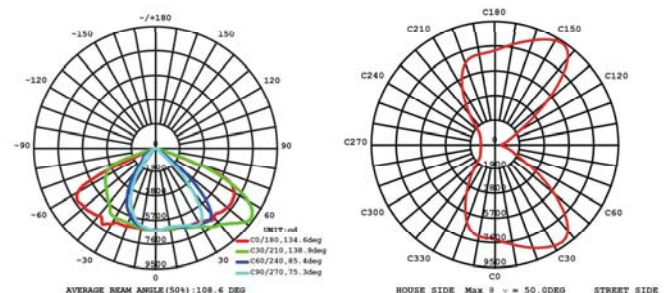 -/+180
-150
150
-120
120
-90
90
-60
60
-30
30
0
0
1900
3800
5700
7600
9500
UNIT:cd
C0/180,134.6deg
C30/210,138.9deg
C60/240,85.4deg
C90/270,75.3deg
AVERAGE BEAM ANGLE(50%):108.6 DEG
C180
C210
C150
C240
C120
C270
C90
C300
C60
C330
C30
C0
0
1900
3800
5700
7600
9500
HOUSE SIDE Max @ γ = 50.0DEG STREET SIDE